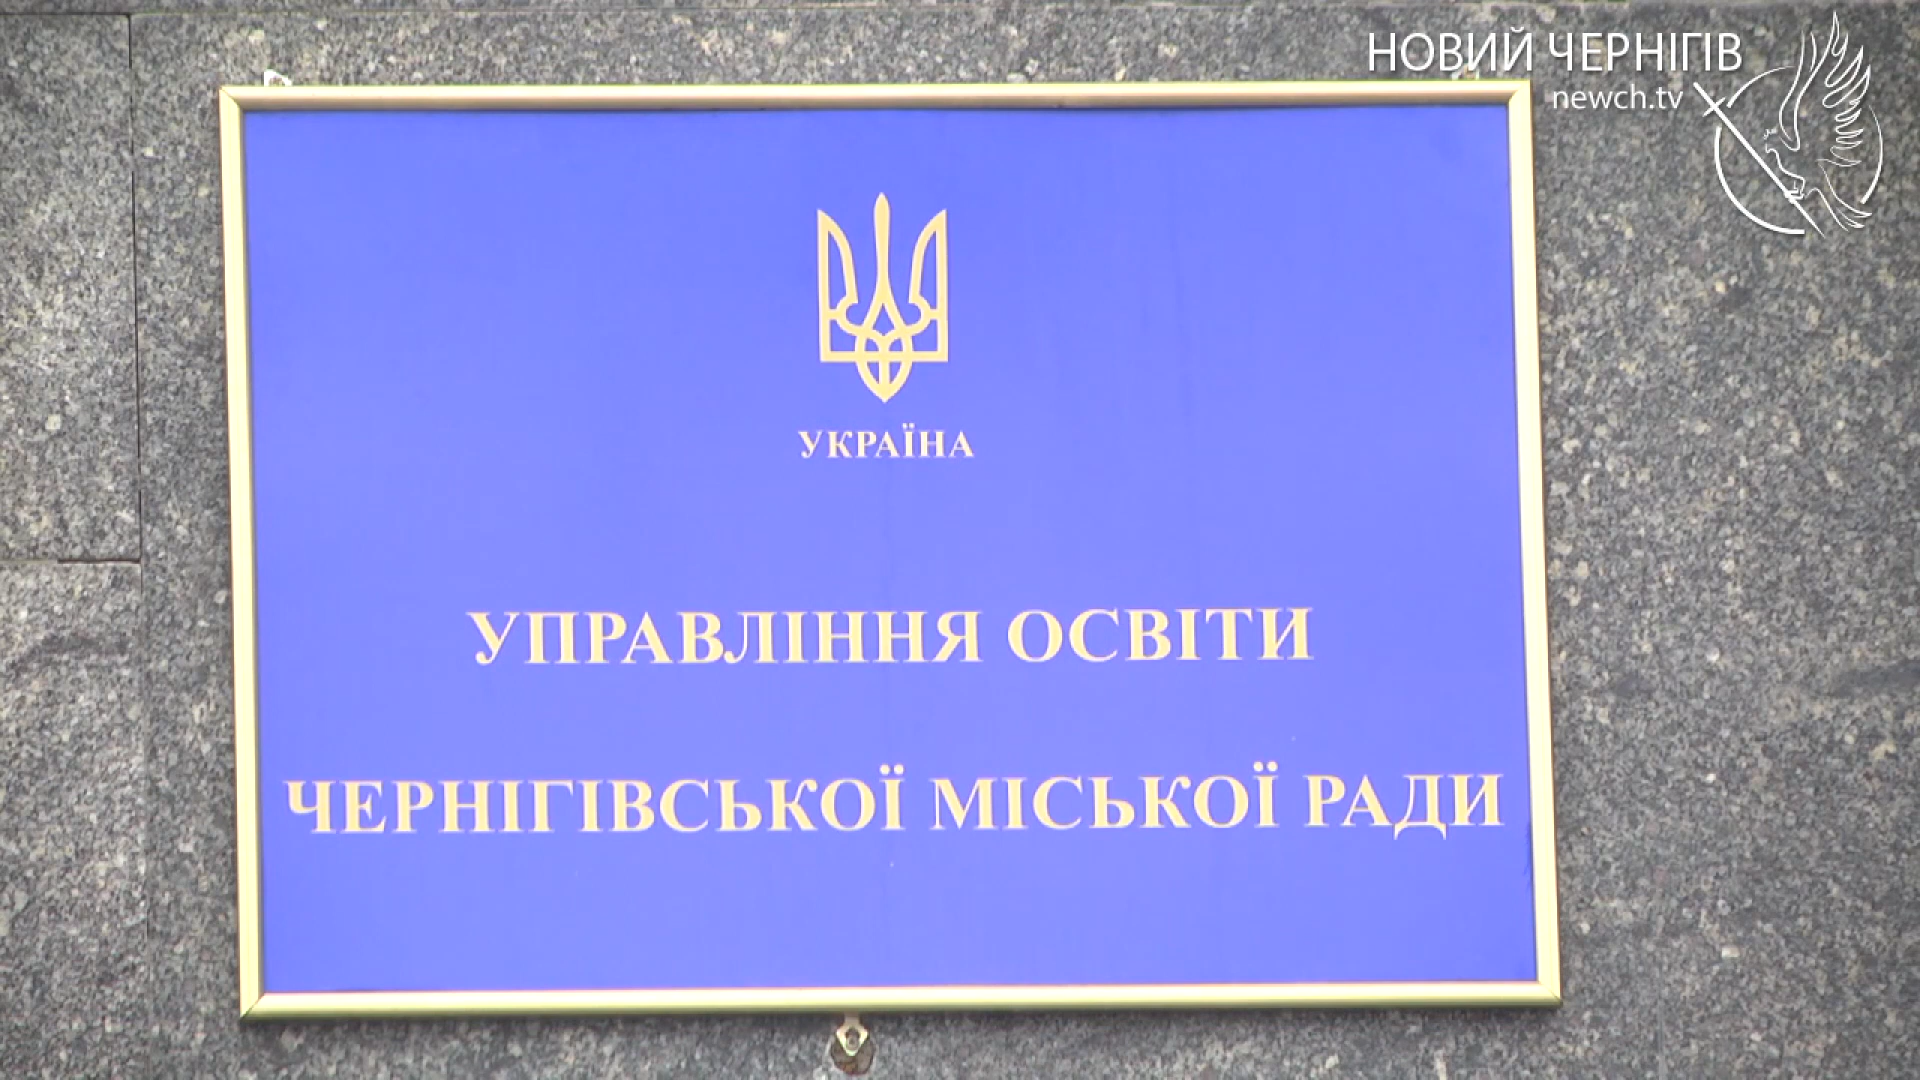 НОВИЙ ЧЕРНІГІВ
newch.tv
УКРАЇНА
УПРАВЛІННЯ ОСВІТИ
ЧЕРНІГІВСЬКОЇ МІСЬКОЇ РАДИ